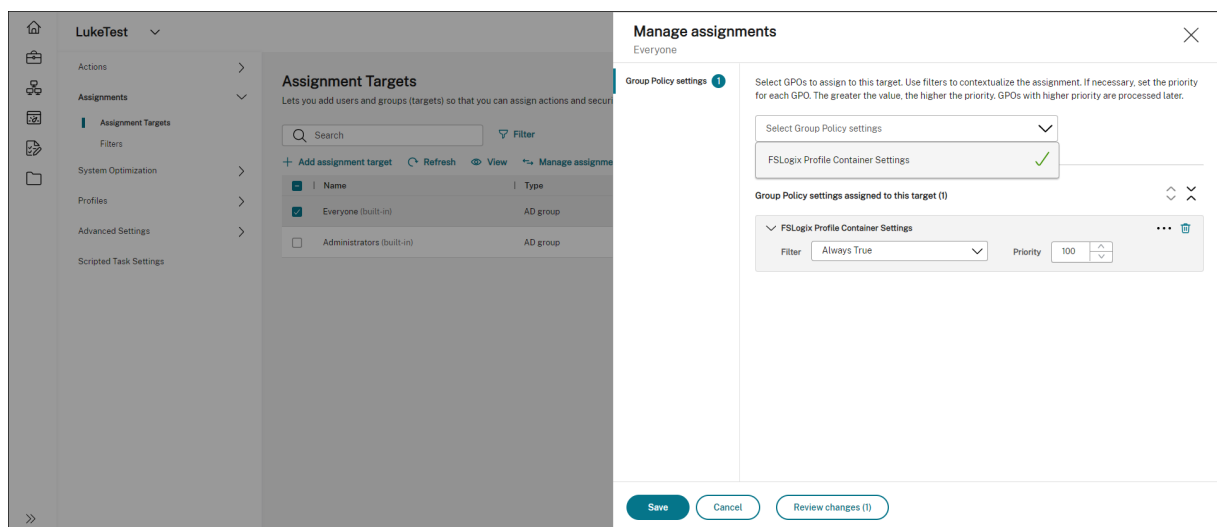 LukeTest
Actions
Assignments
Assignment Targets
Filters
System Optimization
Profiles
Advanced Settings
Scripted Task Settings
Assignment Targets
Lets you add users and groups (targets) so that you can assign actions and securi
Search
Filter
Add assignment target Refresh View Manage assignme
Name Type
Everyone (built-in) AD group
Administrators (built-in) AD group
Manage assignments
Everyone
Group Policy settings 1
Select GPOs to assign to this target. Use filters to contextualize the assignment. If necessary, set the priority
for each GPO. The greater the value, the higher the priority. GPOs with higher priority are processed later.
Select Group Policy settings
FSLogix Profile Container Settings
Group Policy settings assigned to this target (1)
FSLogix Profile Container Settings
Filter Always True Priority 100
Save Cancel Review changes (1)